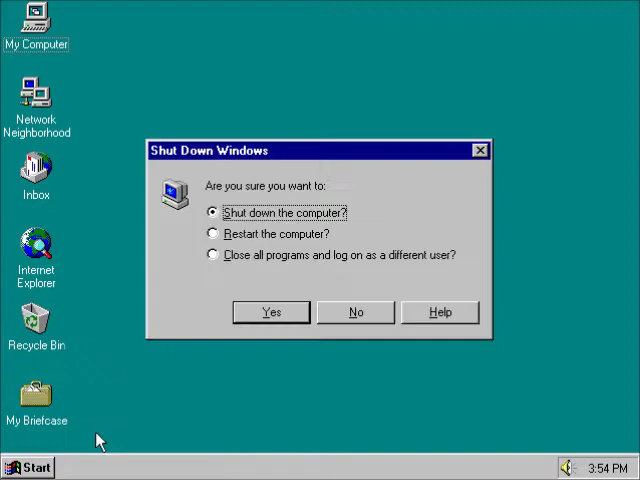 My Computer
Network
Neighborhood
Inbox
Internet
Explorer
Recycle Bin
My Briefcase
Shut Down Windows
Are you sure you want to:
Shut down the computer?
Restart the computer?
Close all programs and log on as a different user?
Yes
No
Help
Start
3:54 PM